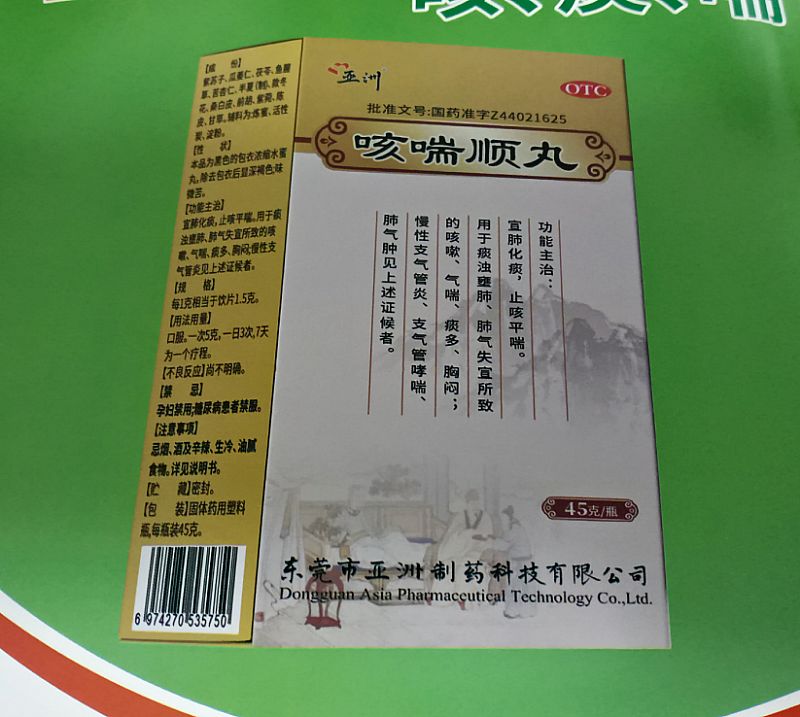 【成 份】
紫苏子、瓜蒌仁、茯苓、鱼腥
草、苦杏仁、半夏(制)、款冬
花、桑白皮、前胡、紫菀、陈
皮、甘草。辅料为:炼蜜、活性
炭、淀粉。
【性 状】
本品为黑色的包衣浓缩水蜜
丸,除去包衣后显深褐色;味
微苦。
【功能主治】
宣肺化痰,止咳平喘。用于痰
浊壅肺、肺气失宣所致的咳
嗽、气喘、痰多、胸闷;慢性支
气管炎见上述证候者。
【规 格】
每1克相当于饮片1.5克。
【用法用量】
口服。一次5克,一日3次,7天
为一个疗程。
【不良反应】尚不明确。
【禁 忌】
孕妇禁用;糖尿病患者禁服。
【注意事项】
忌烟、酒及辛辣、生冷、油腻
食物。详见说明书。
【贮 藏】密封。
【包 装】固体药用塑料
瓶,每瓶装45克。
6 974270 535750
亚洲
OTC
批准文号:国药准字Z44021625
咳喘顺丸
功能主治:
宣肺化痰,止咳平喘。
用于痰浊壅肺、肺气失宣所致
的咳嗽、气喘、痰多、胸闷;
慢性支气管炎、支气管哮喘、
肺气肿见上述证候者。
45克/瓶
东莞市亚洲制药科技有限公司
Dongguan Asia Pharmaceutical Technology Co.,Ltd.